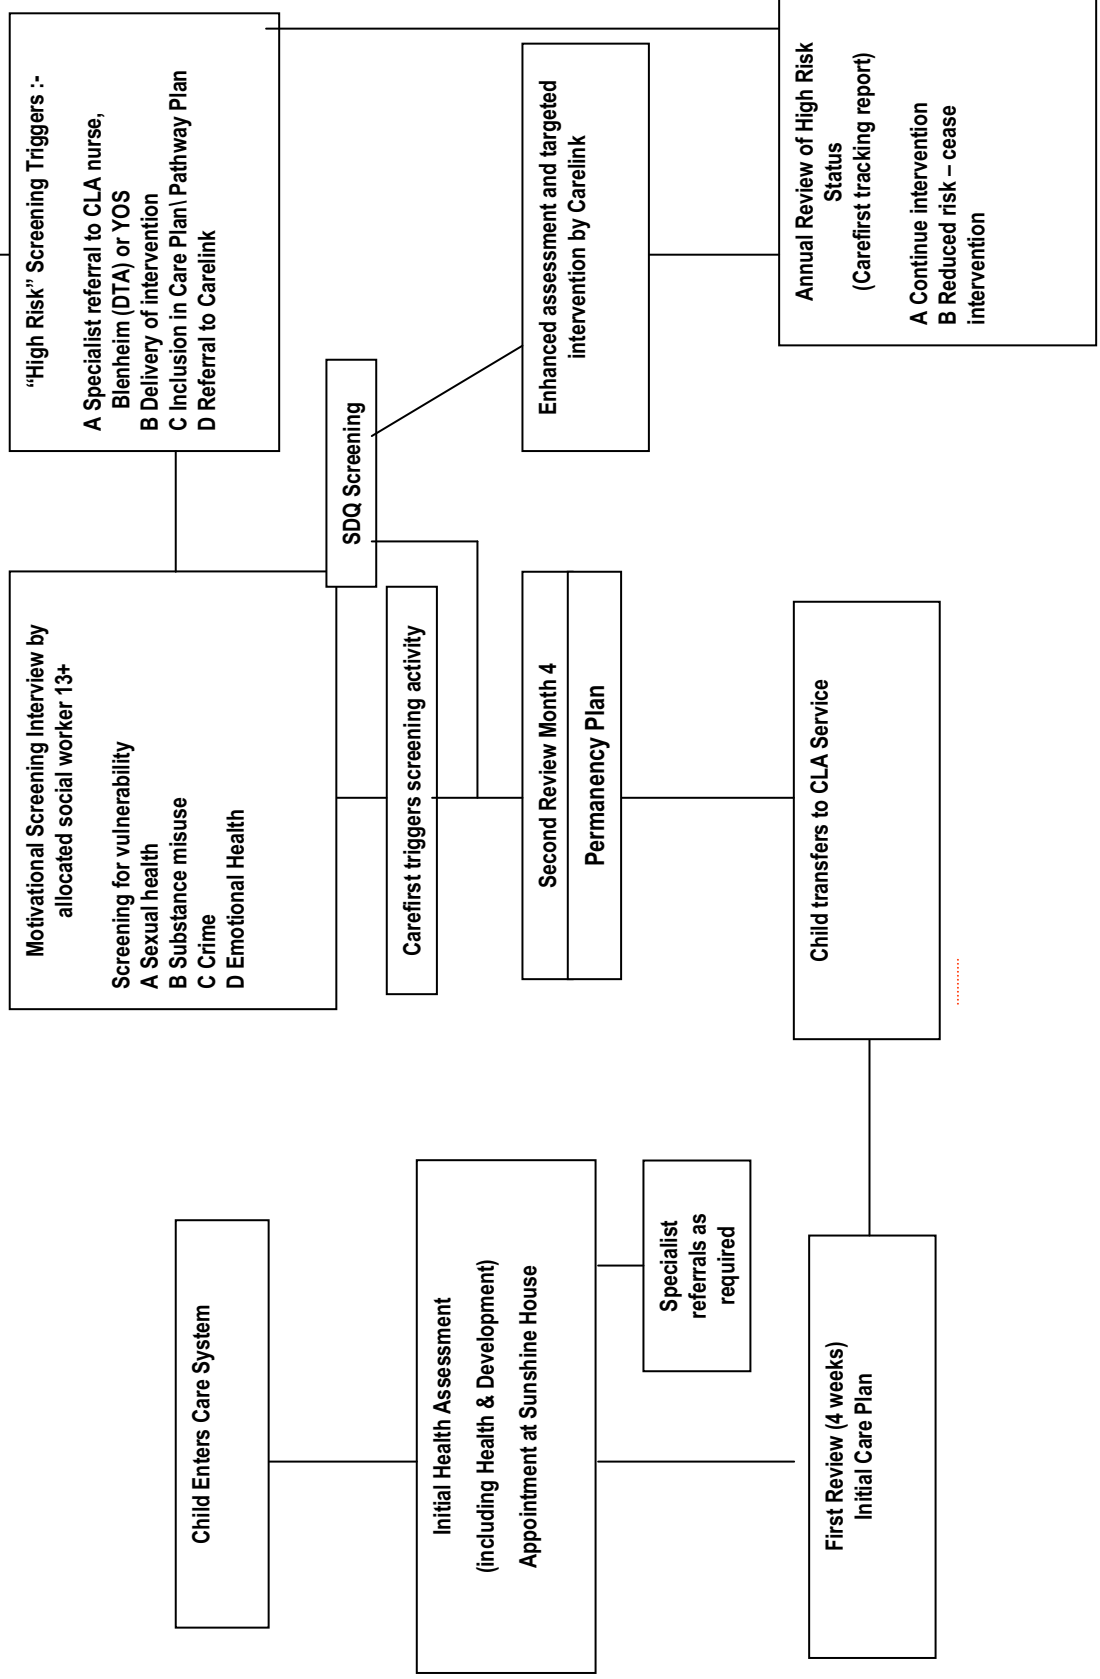 Child Enters Care System
Initial Health Assessment
(including Health & Development)
Appointment at Sunshine House
Specialist
referrals as
required
First Review (4 weeks)
Initial Care Plan
Child transfers to CLA Service
Second Review Month 4
Permanency Plan
Carefirst triggers screening activity
SDQ Screening
Motivational Screening Interview by
allocated social worker 13+
Screening for vulnerability
A Sexual health
B Substance misuse
C Crime
D Emotional Health
“High Risk” Screening Triggers :-
A Specialist referral to CLA nurse,
Blenheim (DTA) or YOS
B Delivery of intervention
C Inclusion in Care Plan\ Pathway Plan
D Referral to Carelink
Enhanced assessment and targeted
intervention by Carelink
Annual Review of High Risk
Status
(Carefirst tracking report)
A Continue intervention
B Reduced risk – cease
intervention